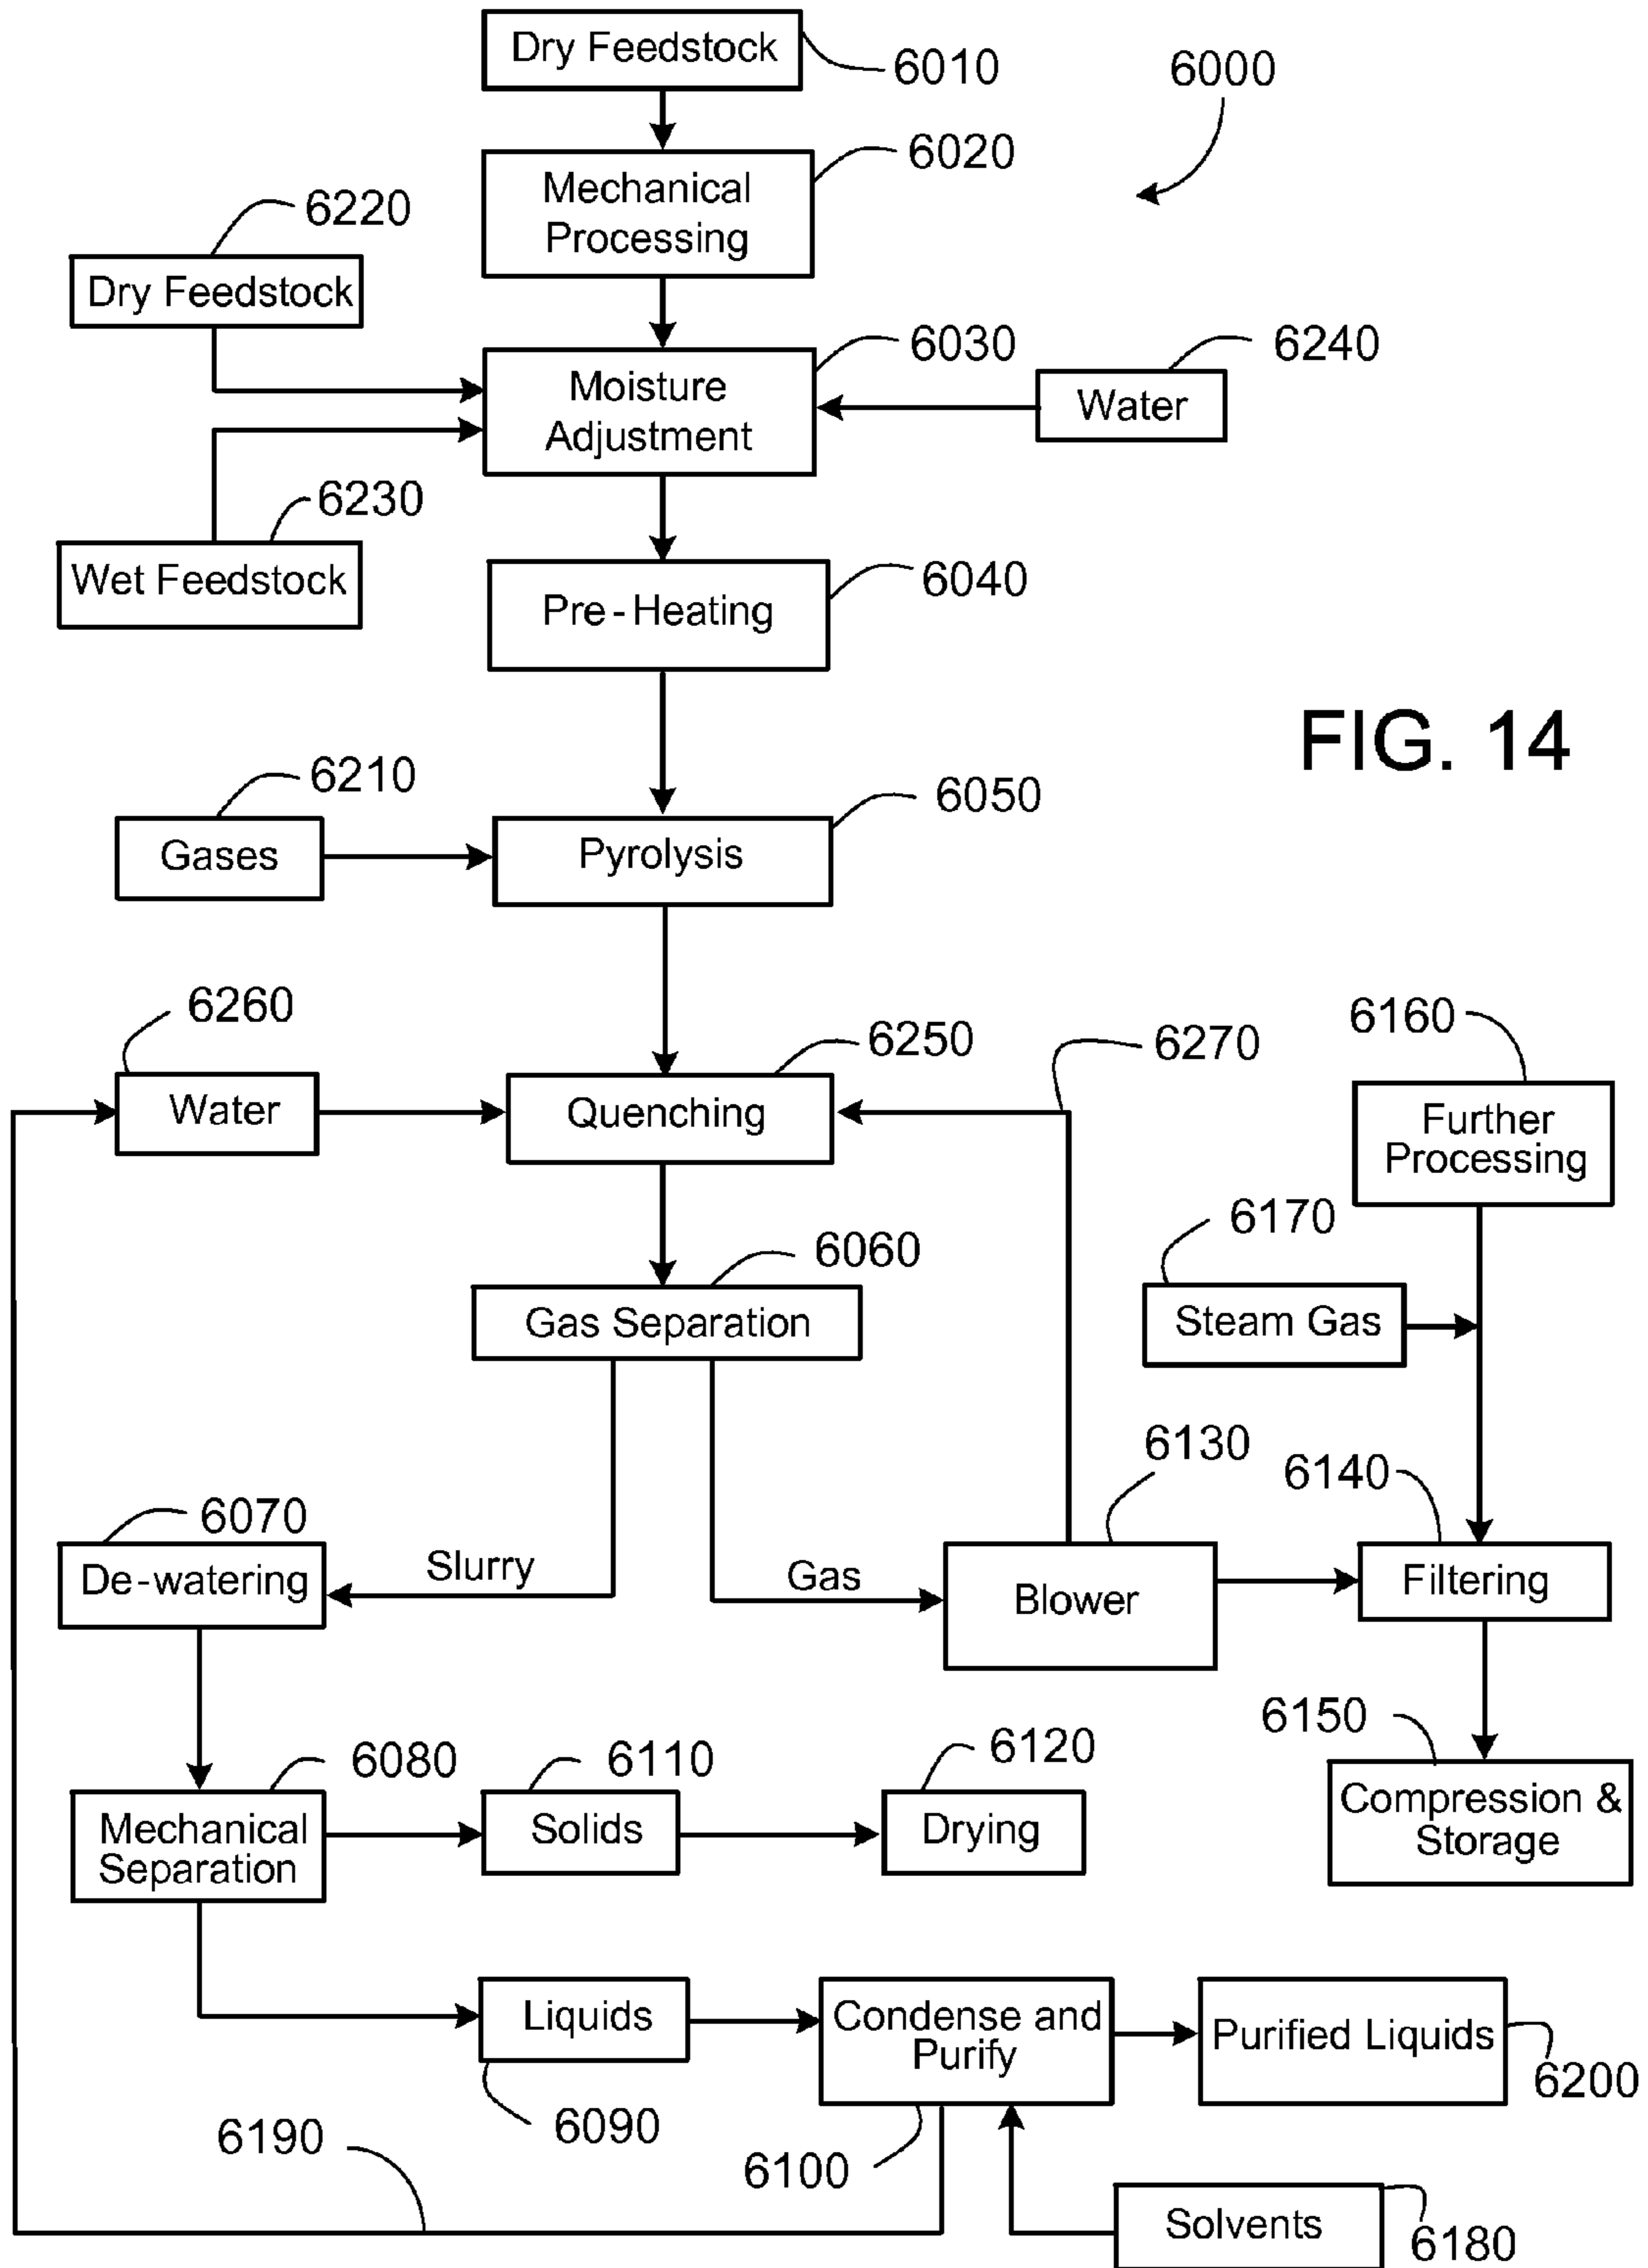 Dry Feedstock
6010
6000
6020
Mechanical
Processing
6220
Dry Feedstock
6030
6240
Moisture
Adjustment
Water
6230
Wet Feedstock
6040
Pre-Heating
FIG. 14
6210
6050
Gases
Pyrolysis
6260
6250
6270
6160
Water
Quenching
Further
Processing
6170
6060
Steam Gas
Gas Separation
6130
6140
6070
De-watering
Slurry
Gas
Blower
Filtering
6150
6080
6110
6120
Mechanical
Separation
Solids
Drying
Compression &
Storage
Liquids
Condense and
Purify
Purified Liquids
6200
6090
6190
6100
Solvents
6180